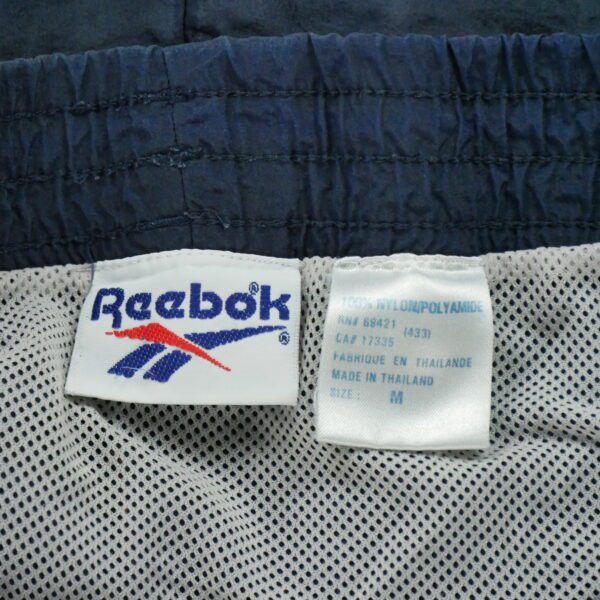 Reebok ®
®
100% NYLON/POLYAMIDE
RN# 68421 (433)
CA# 17335
FABRIQUE EN THAILANDE
MADE IN THAILAND
SIZE : M